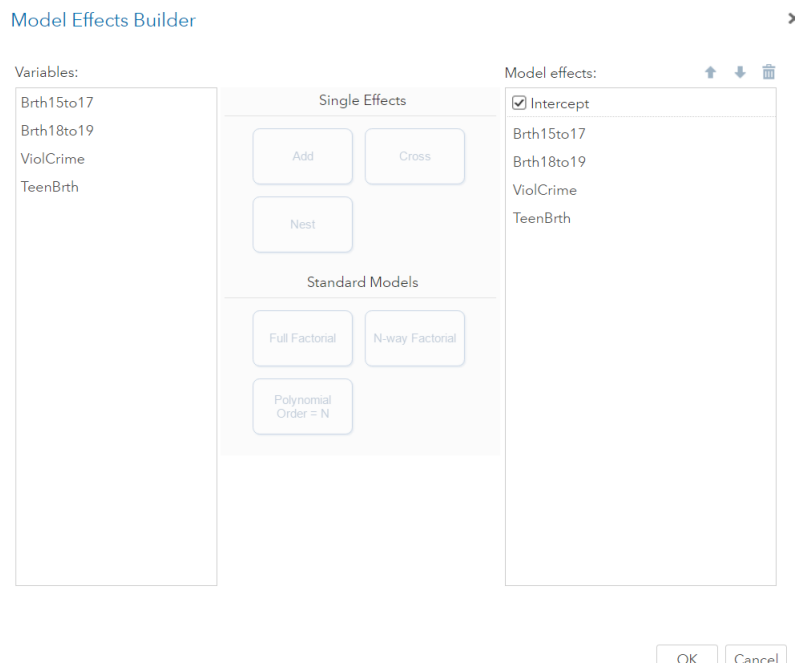 Model Effects Builder
Variables:
Brth15to17
Brth18to19
ViolCrime
TeenBrth
Single Effects
Add
Cross
Nest
Standard Models
Full Factorial
N-way Factorial
Polynomial
Order = N
Model effects:
Intercept
Brth15to17
Brth18to19
ViolCrime
TeenBrth
OK
Cancel